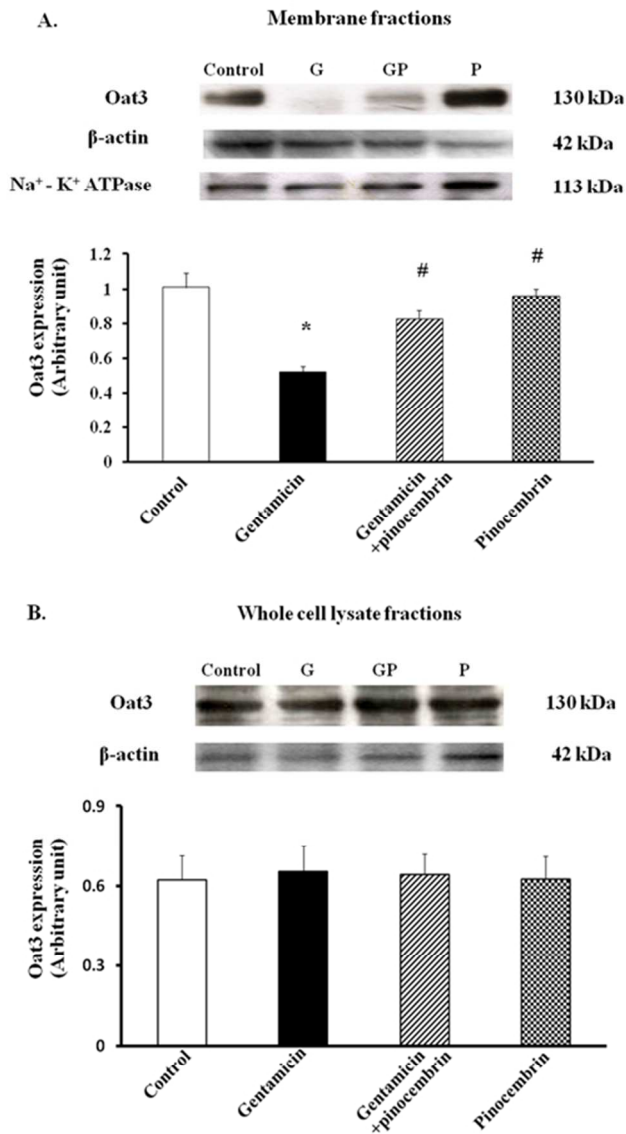 A.
Membrane fractions
Control G GP P
Oat3 130 kDa
β-actin 42 kDa
Na⁺ - K⁺ ATPase 113 kDa
Oat3 expression
(Arbitrary unit)
1.2
1
0.8
0.6
0.4
0.2
0
*
#
#
Control
Gentamicin
Gentamicin
+pinocembrin
Pinocembrin
B.
Whole cell lysate fractions
Control G GP P
Oat3 130 kDa
β-actin 42 kDa
Oat3 expression
(Arbitrary unit)
0.9
0.6
0.3
0
Control
Gentamicin
Gentamicin
+pinocembrin
Pinocembrin